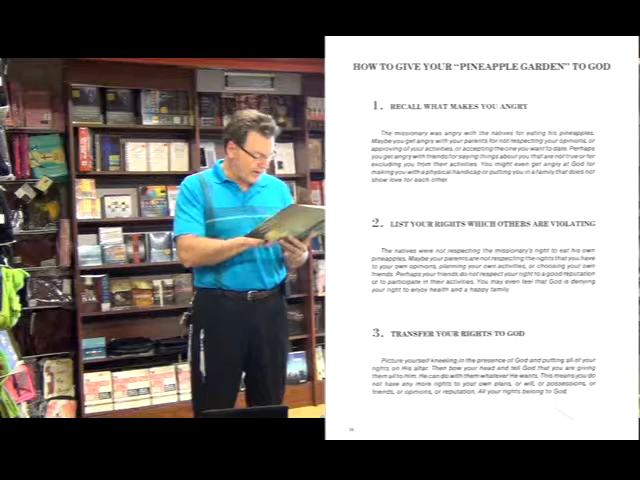 HOW TO GIVE YOUR "PINEAPPLE GARDEN" TO GOD
1. RECALL WHAT MAKES YOU ANGRY
The missionary was angry with the natives for eating his pineapples.
Maybe you get angry with your parents for not respecting your opinions, or
approving of your activities, or accepting the one you want to date. Perhaps
you get angry with friends for saying things about you that are not true or for
excluding you from their activities. You might even get angry at God for
making you with a physical handicap or putting you in a family that does not
show love for each other.
2. LIST YOUR RIGHTS WHICH OTHERS ARE VIOLATING
The natives were not respecting the missionary's right to eat his own
pineapples. Maybe your parents are not respecting the rights that you have
to your own opinions, planning your own activities, or choosing your own
friends. Perhaps your friends do not respect your right to a good reputation
or to participate in their activities. You may even feel that God is denying
your right to enjoy health and a happy family.
3. TRANSFER YOUR RIGHTS TO GOD
Picture yourself kneeling in the presence of God and putting all of your
rights on His altar. Then bow your head and tell God that you are giving
them all to Him. He can do with them whatever He wants. This means you do
not have any more rights to your own plans, or will, or possessions, or
friends, or opinions, or reputation. All your rights belong to God.